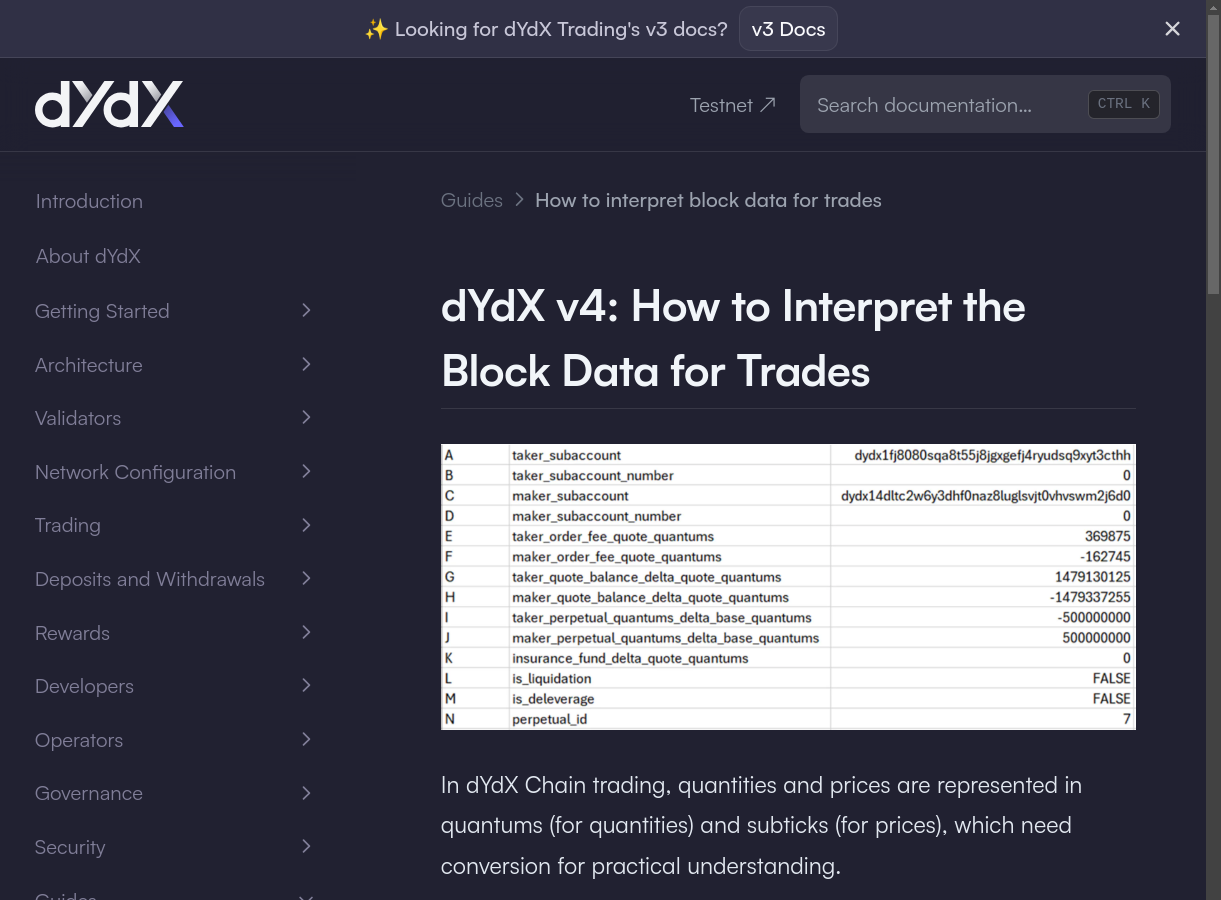 ✨ Looking for dYdX Trading's v3 docs? v3 Docs
dYdX
Testnet
Search documentation…
CTRL K
Introduction
About dYdX
Getting Started
Architecture
Validators
Network Configuration
Trading
Deposits and Withdrawals
Rewards
Developers
Operators
Governance
Security
Guides
Guides > How to interpret block data for trades
dYdX v4: How to Interpret the
Block Data for Trades
A taker_subaccount dydx1fj8080sqa8t55j8jgxgefj4ryudsq9xyt3cthh
B taker_subaccount_number 0
C maker_subaccount dydx14dltc2w6y3dhf0naz8luglsvjt0vhvswm2j6d0
D maker_subaccount_number 0
E taker_order_fee_quote_quantums 369875
F maker_order_fee_quote_quantums -162745
G taker_quote_balance_delta_quote_quantums 1479130125
H maker_quote_balance_delta_quote_quantums -1479337255
I taker_perpetual_quantums_delta_base_quantums -500000000
J maker_perpetual_quantums_delta_base_quantums 500000000
K insurance_fund_delta_quote_quantums 0
L is_liquidation FALSE
M is_deleverage FALSE
N perpetual_id 7
In dYdX Chain trading, quantities and prices are represented in
quantums (for quantities) and subticks (for prices), which need
conversion for practical understanding.